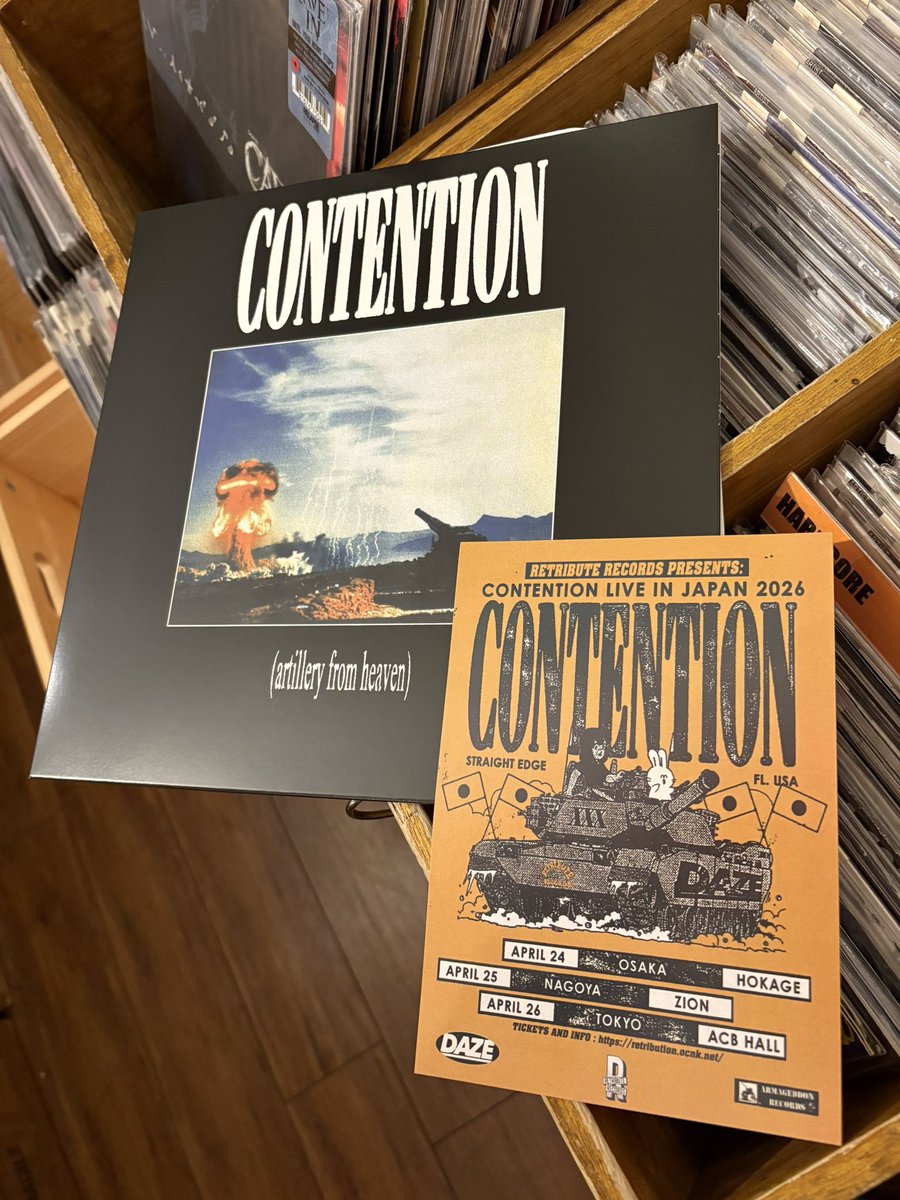 CONTENTION
(artillery from heaven)
HARDCORE
RETRIBUTE RECORDS PRESENTS:
CONTENTION LIVE IN JAPAN 2026
CONTENTION
STRAIGHT EDGE
FL. USA
XXX
DAZE
APRIL 24 OSAKA HOKAGE
APRIL 25 NAGOYA ZION
APRIL 26 TOKYO ACB HALL
TICKETS AND INFO : https://retribution.ocnk.net/
DAZE
ARMAGEDDON
RECORDS